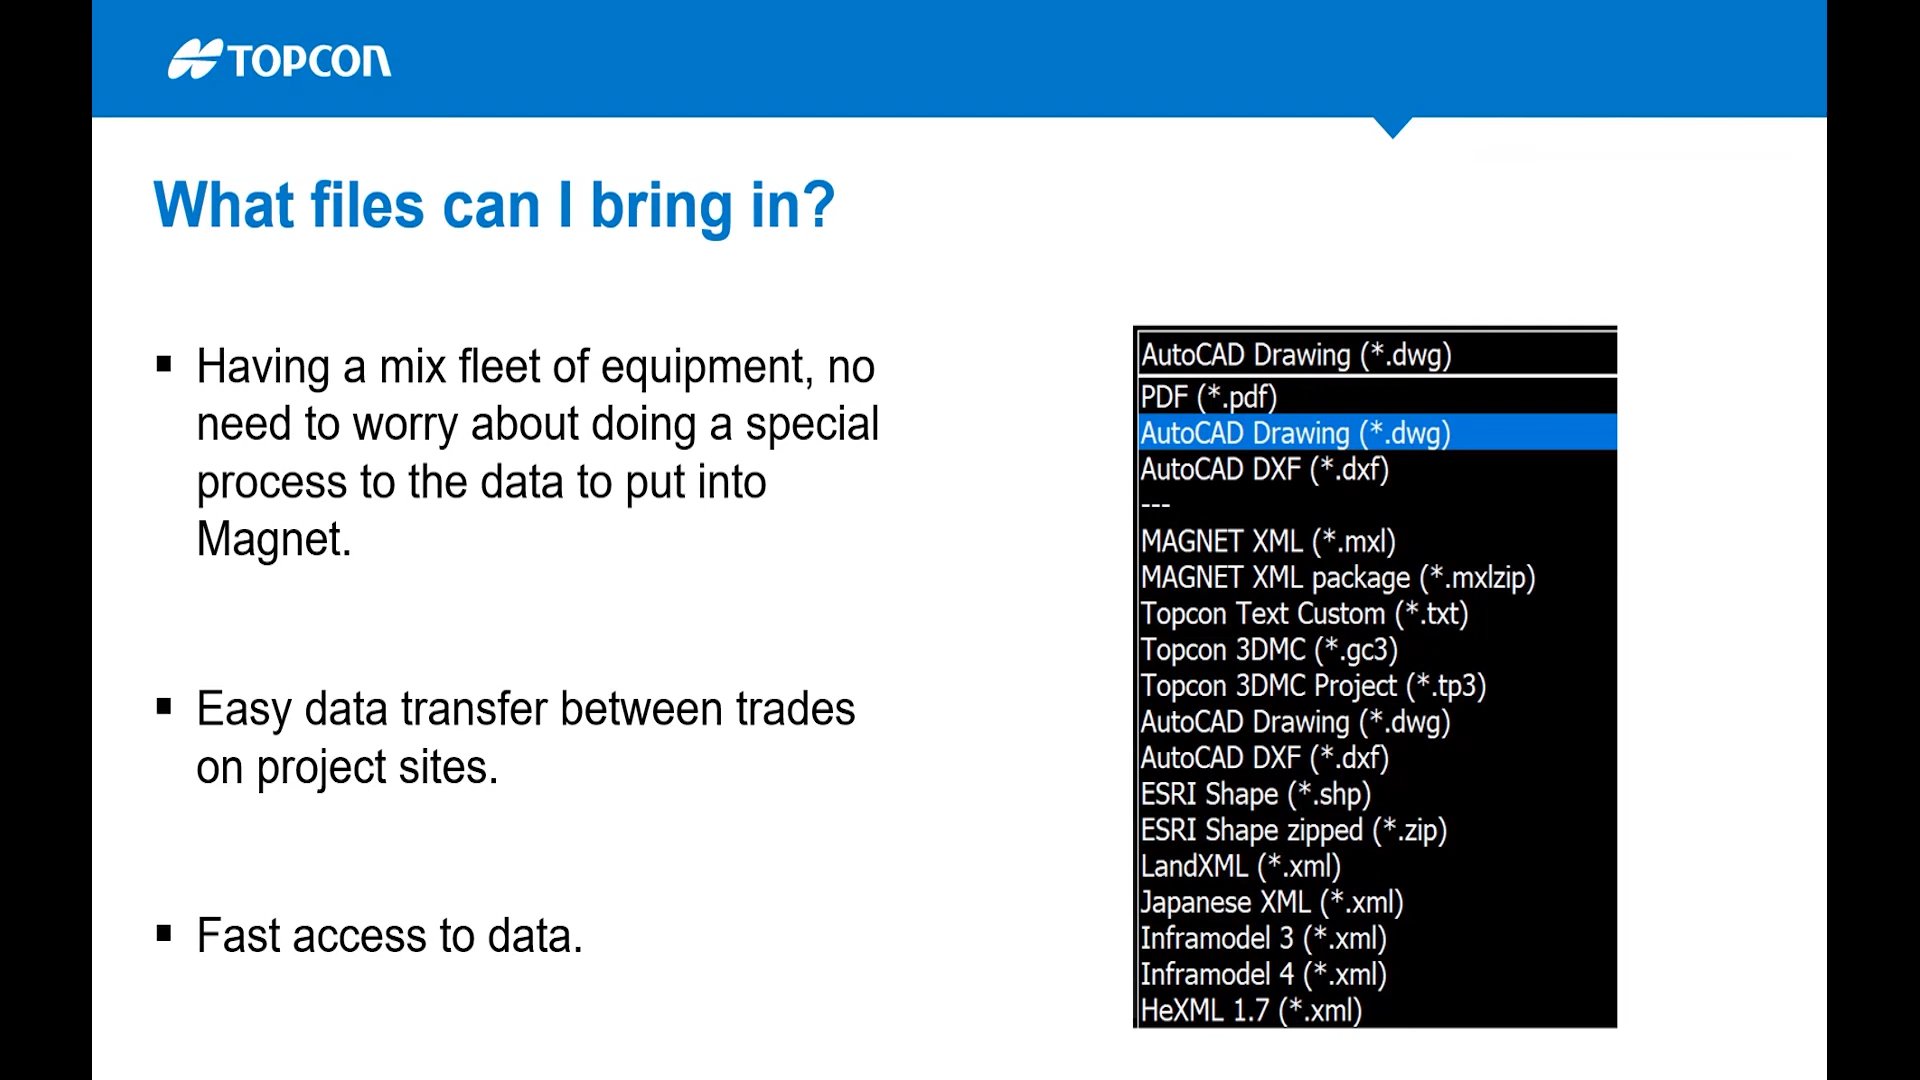 TOPCON
What files can I bring in?
▪ Having a mix fleet of equipment, no
need to worry about doing a special
process to the data to put into
Magnet.
▪ Easy data transfer between trades
on project sites.
▪ Fast access to data.
AutoCAD Drawing (*.dwg)
PDF (*.pdf)
AutoCAD Drawing (*.dwg)
AutoCAD DXF (*.dxf)
---
MAGNET XML (*.mxl)
MAGNET XML package (*.mxlzip)
Topcon Text Custom (*.txt)
Topcon 3DMC (*.gc3)
Topcon 3DMC Project (*.tp3)
AutoCAD Drawing (*.dwg)
AutoCAD DXF (*.dxf)
ESRI Shape (*.shp)
ESRI Shape zipped (*.zip)
LandXML (*.xml)
Japanese XML (*.xml)
Inframodel 3 (*.xml)
Inframodel 4 (*.xml)
HeXML 1.7 (*.xml)